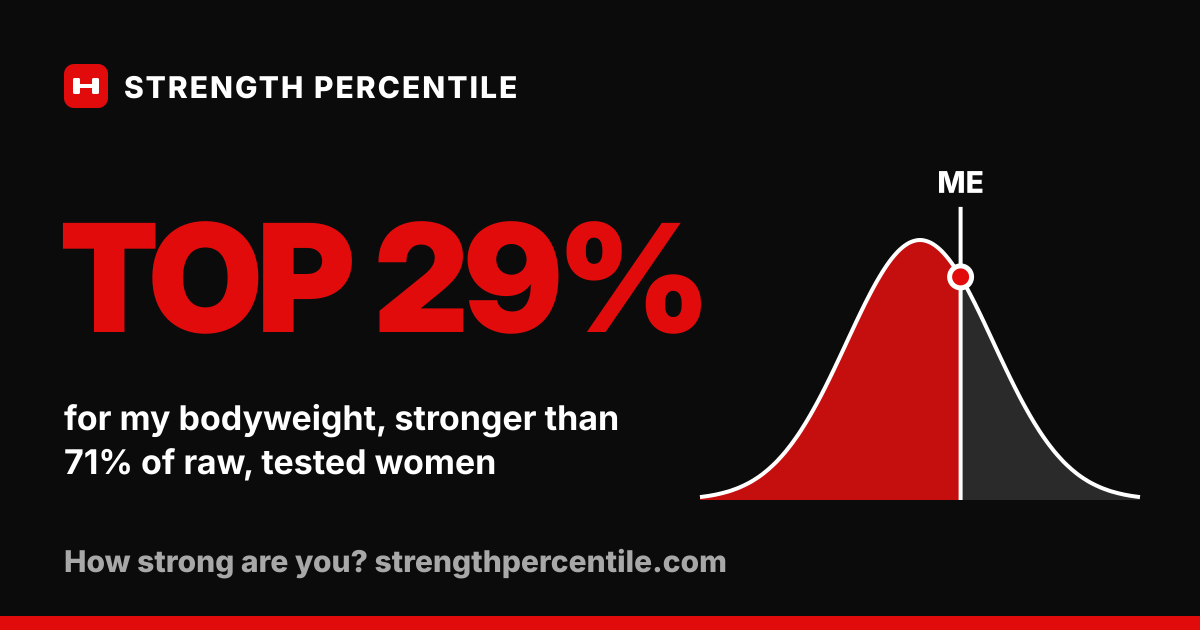 STRENGTH PERCENTILE
ME
TOP 29%
for my bodyweight, stronger than
71% of raw, tested women
How strong are you? strengthpercentile.com